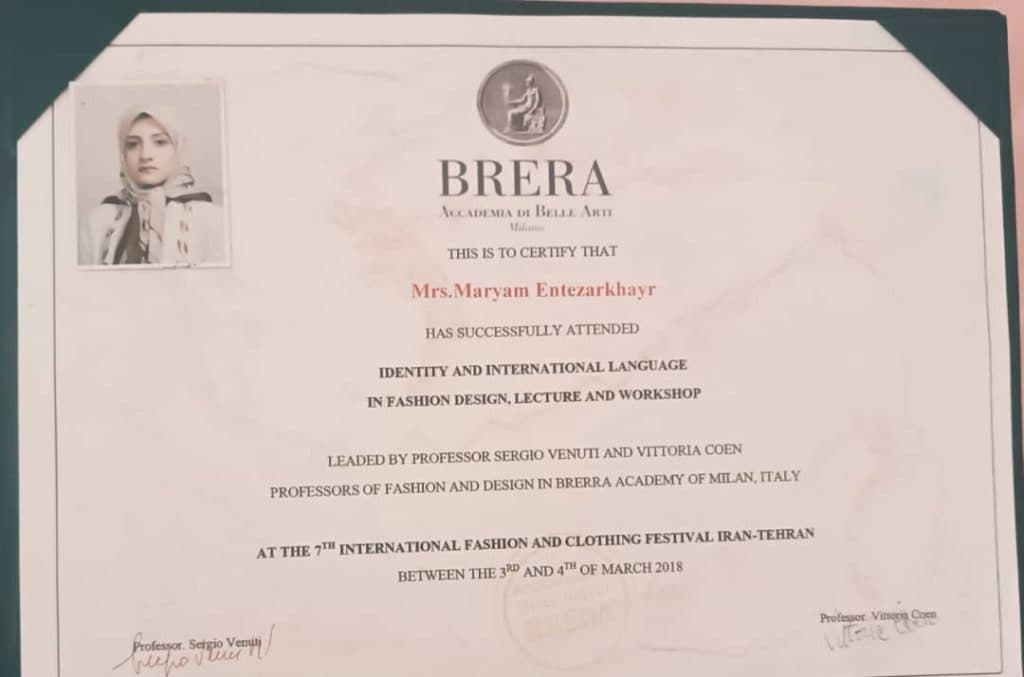 BRERA
ACCADEMIA DI BELLE ARTI
Milano
THIS IS TO CERTIFY THAT
Mrs.Maryam Entezarkhayr
HAS SUCCESSFULLY ATTENDED
IDENTITY AND INTERNATIONAL LANGUAGE
IN FASHION DESIGN, LECTURE AND WORKSHOP
LEADED BY PROFESSOR SERGIO VENUTI AND VITTORIA COEN
PROFESSORS OF FASHION AND DESIGN IN BRERRA ACADEMY OF MILAN, ITALY
AT THE 7TH INTERNATIONAL FASHION AND CLOTHING FESTIVAL IRAN-TEHRAN
BETWEEN THE 3RD AND 4TH OF MARCH 2018
Professor. Sergio Venuti
Professor. Vittoria Coen